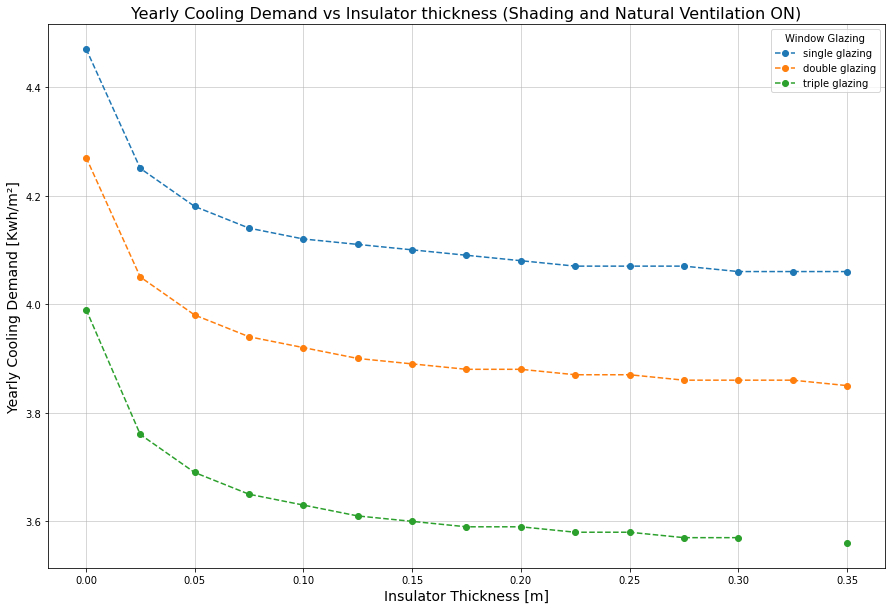 Yearly Cooling Demand vs Insulator thickness (Shading and Natural Ventilation ON)
Window Glazing
single glazing
double glazing
triple glazing
Yearly Cooling Demand [Kwh/m²]
4.4
4.2
4.0
3.8
3.6
0.00 0.05 0.10 0.15 0.20 0.25 0.30 0.35
Insulator Thickness [m]